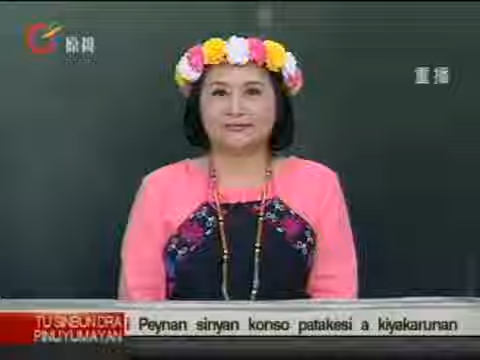 原視
重播
TU SINSUN DRA
PINUYUMAYAN
i Peynan sinyan konso patakesi a kiyakarunan